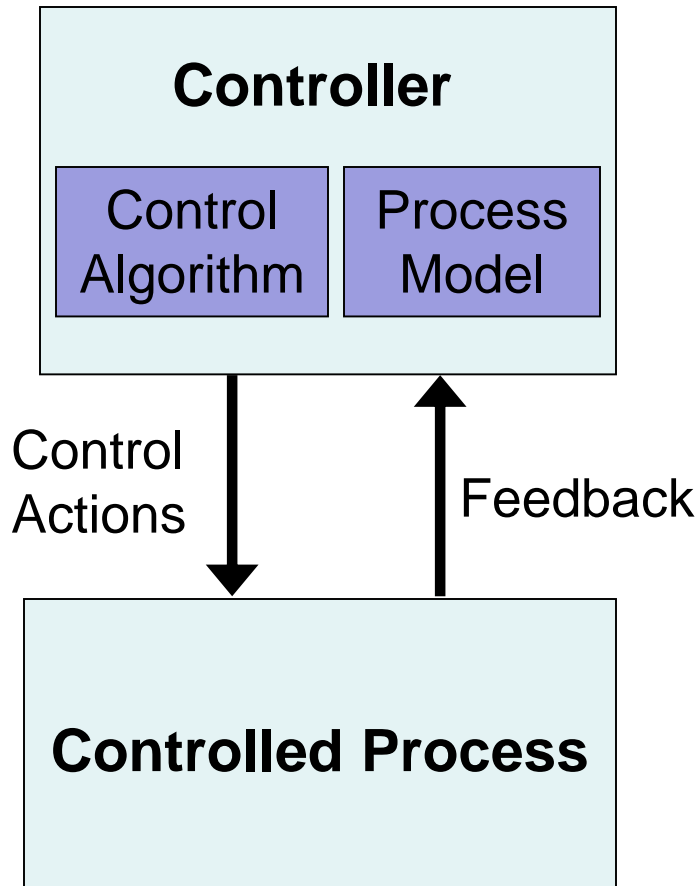 Controller
Control
Algorithm
Process
Model
Control
Actions
Feedback
Controlled Process